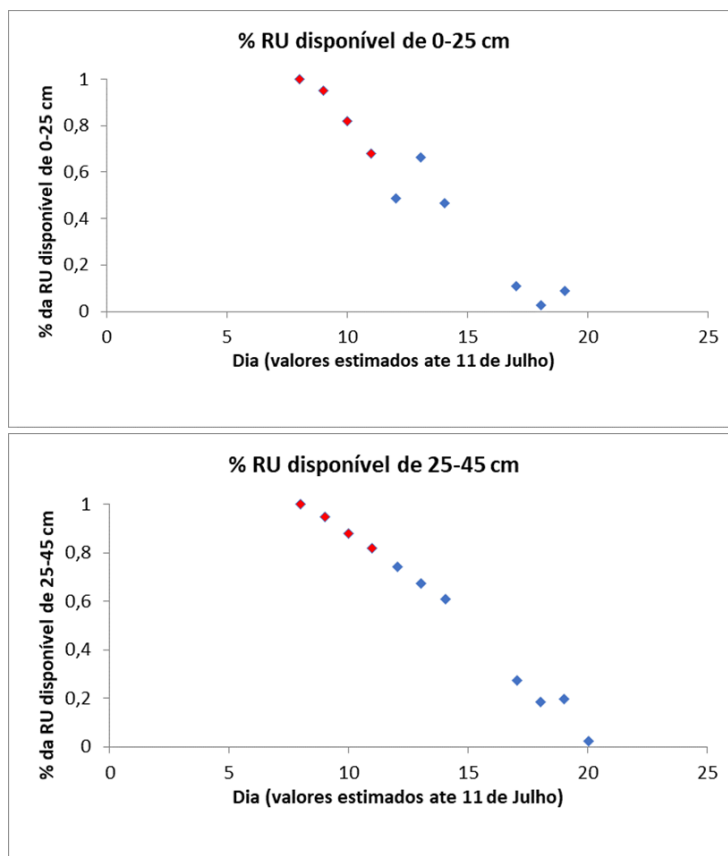 % RU disponível de 0-25 cm
% da RU disponível de 0-25 cm
1
0,8
0,6
0,4
0,2
0
0 5 10 15 20 25
Dia (valores estimados ate 11 de Julho)
% RU disponível de 25-45 cm
% da RU disponível de 25-45 cm
1
0,8
0,6
0,4
0,2
0
0 5 10 15 20 25
Dia (valores estimados ate 11 de Julho)